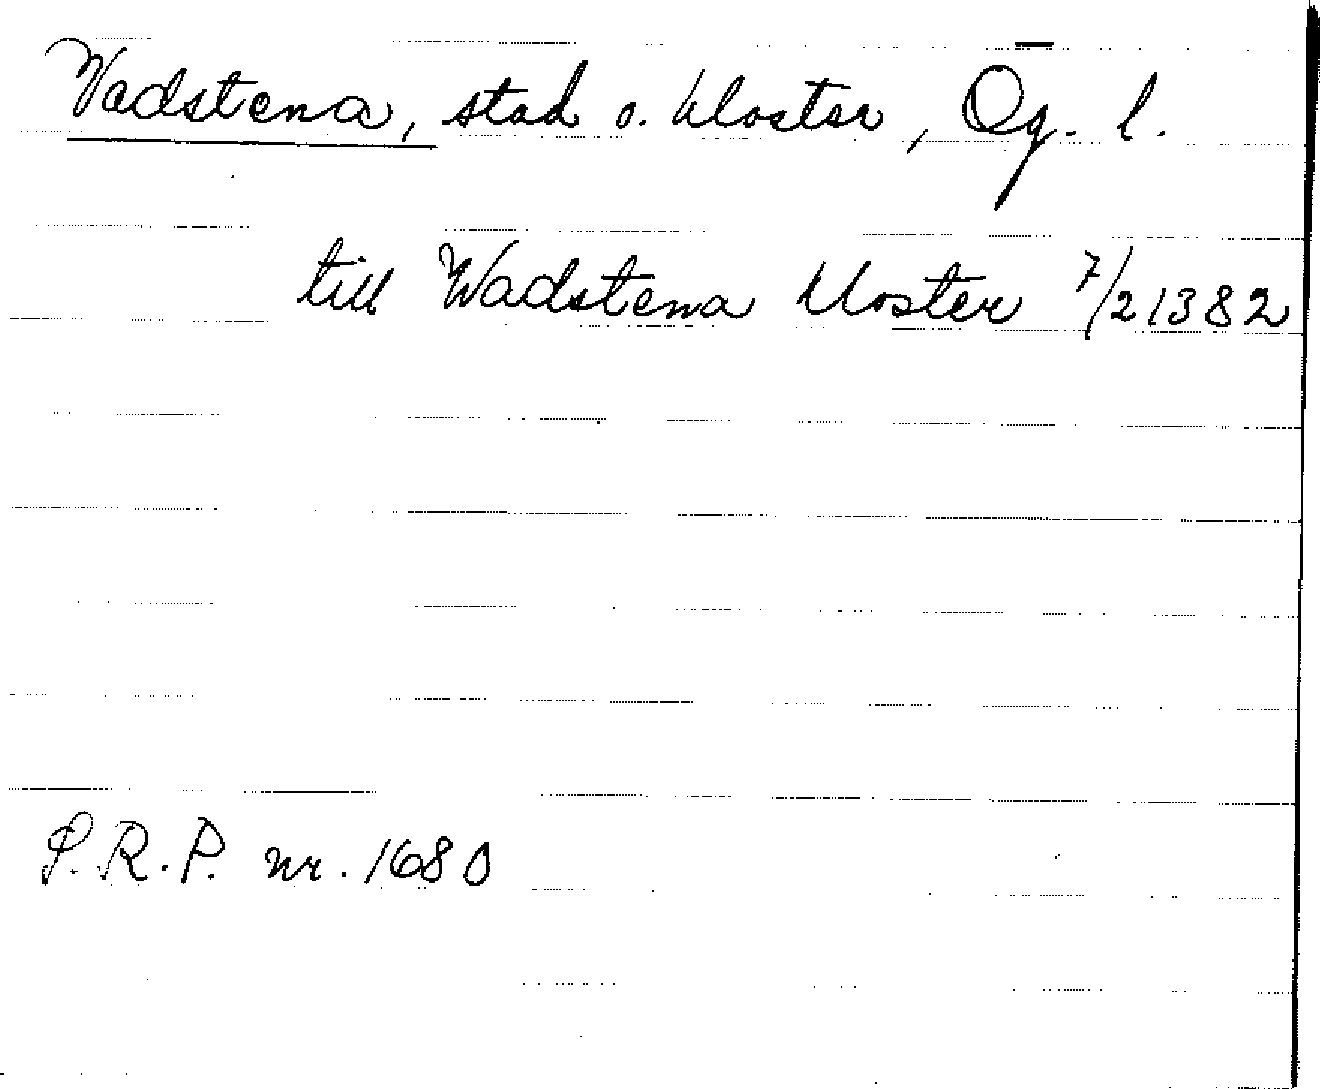 Vadstena, stad o. kloster, Ög. l.
till Wadstena kloster 7/2 1382
S.R.P. nr. 1680